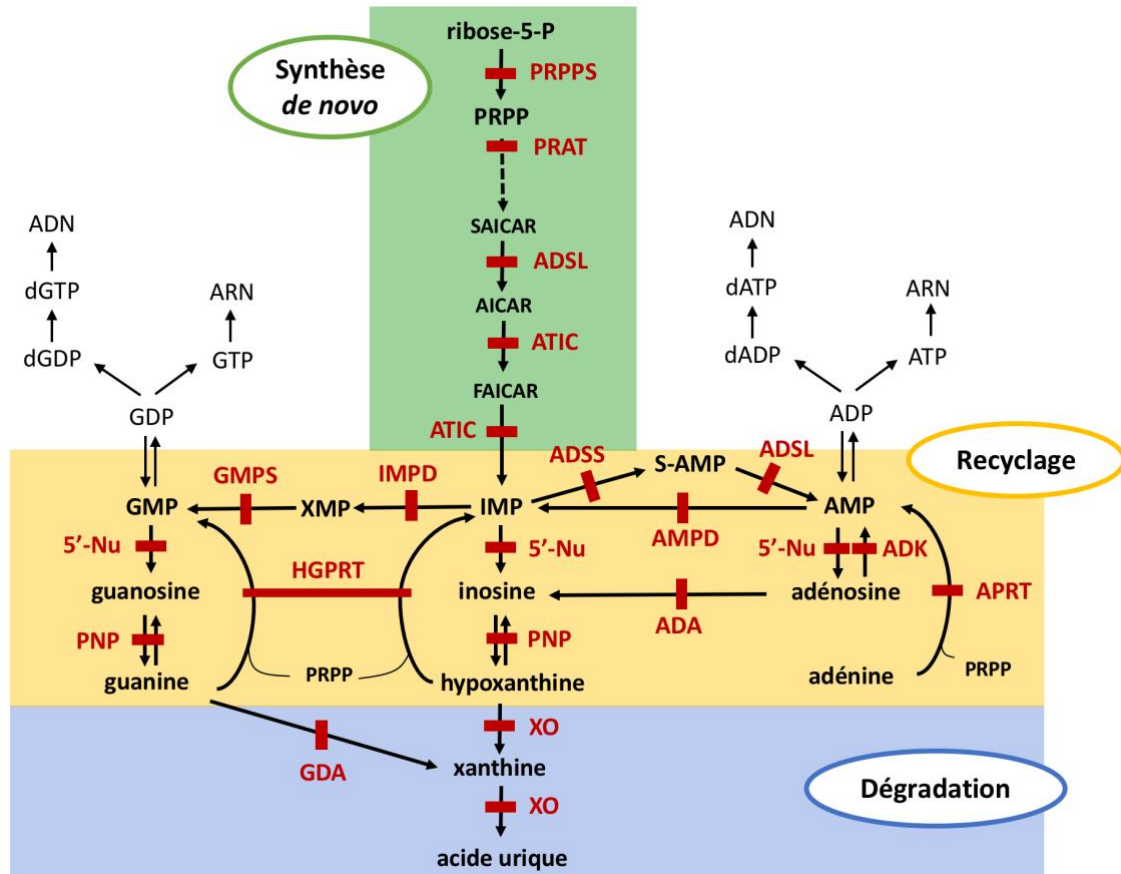 ribose-5-P
Synthèse
de novo
PRPPS
PRPP
PRAT
SAICAR
ADSL
AICAR
ATIC
FAICAR
ATIC
ADN
dGTP
ARN
dGDP
GTP
GDP
ADN
dATP
ARN
dADP
ATP
ADP
Recyclage
GMPS
IMPD
ADSS
S-AMP
ADSL
GMP
XMP
IMP
AMP
AMPD
5'-Nu
5'-Nu
5'-Nu
ADK
HGPRT
guanosine
inosine
adénosine
APRT
ADA
PNP
PNP
guanine
PRPP
hypoxanthine
adénine
PRPP
XO
GDA
xanthine
Dégradation
XO
acide urique